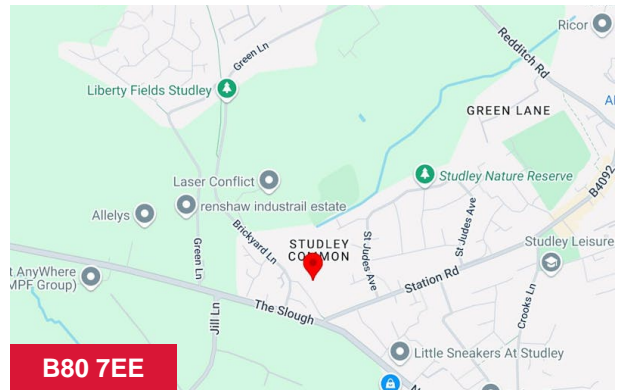 Ricor
Redditch Rd
Green Ln
Liberty Fields Studley
GREEN LANE
Al
Studley Nature Reserve
B4092
Laser Conflict
renshaw industrail estate
Allelys
Brickyard Ln
Green Ln
STUDLEY
COMMON
St Judes Ave
St Judes Ave
Studley Leisure
t AnyWhere
MPF Group)
Station Rd
The Slough
Jill Ln
Crooks Ln
Little Sneakers At Studley
B80 7EE